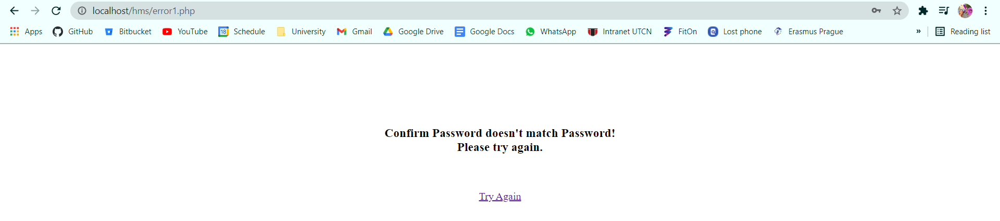 localhost/hms/error1.php
Apps GitHub Bitbucket YouTube 18 Schedule University Gmail Google Drive Google Docs WhatsApp Intranet UTCN FitOn Lost phone Erasmus Prague » Reading list
Confirm Password doesn't match Password!
Please try again.
Try Again